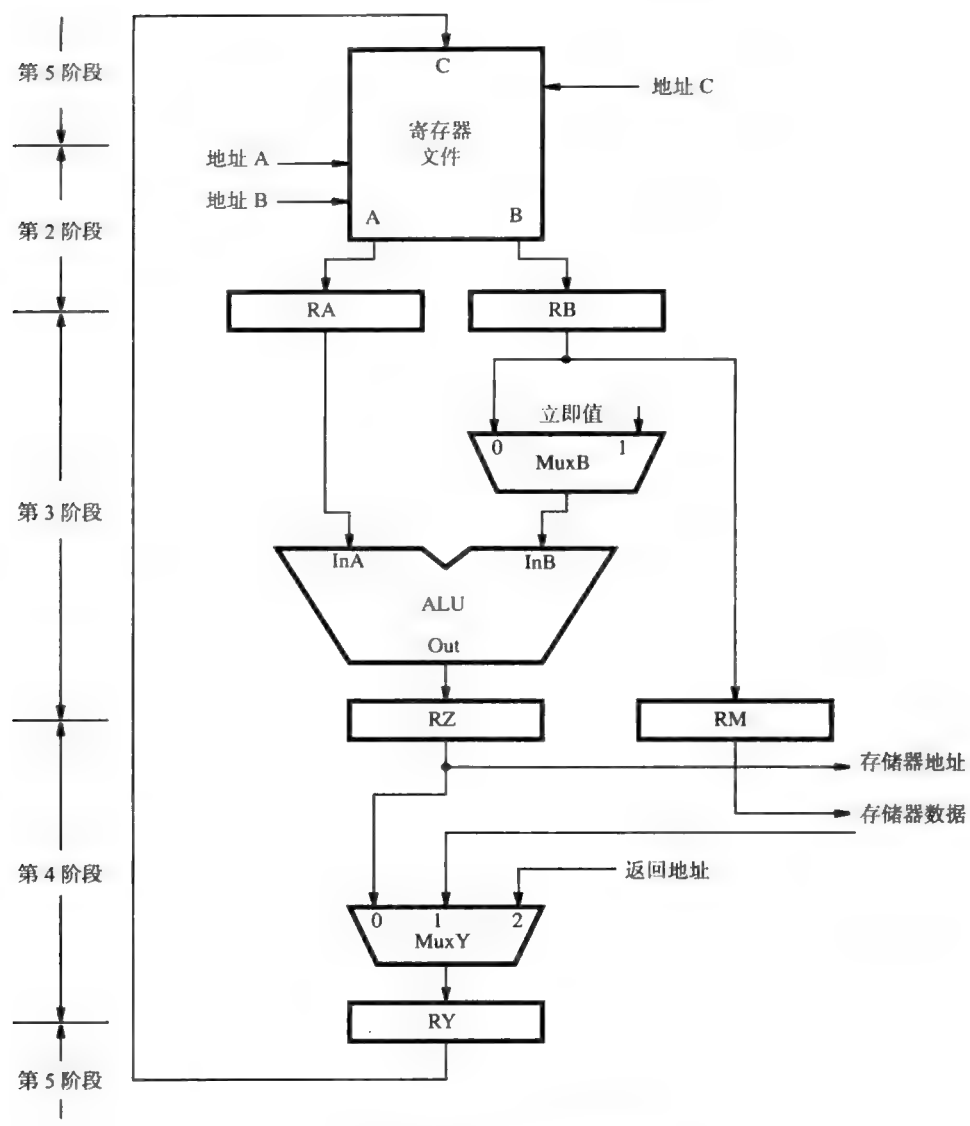 第5阶段
C
地址 C
寄存器
文件
地址 A
地址 B
A
B
第2阶段
RA
RB
立即值
0
1
MuxB
第3阶段
InA
InB
ALU
Out
RZ
RM
存储器地址
存储器数据
第4阶段
返回地址
0
1
2
MuxY
RY
第5阶段